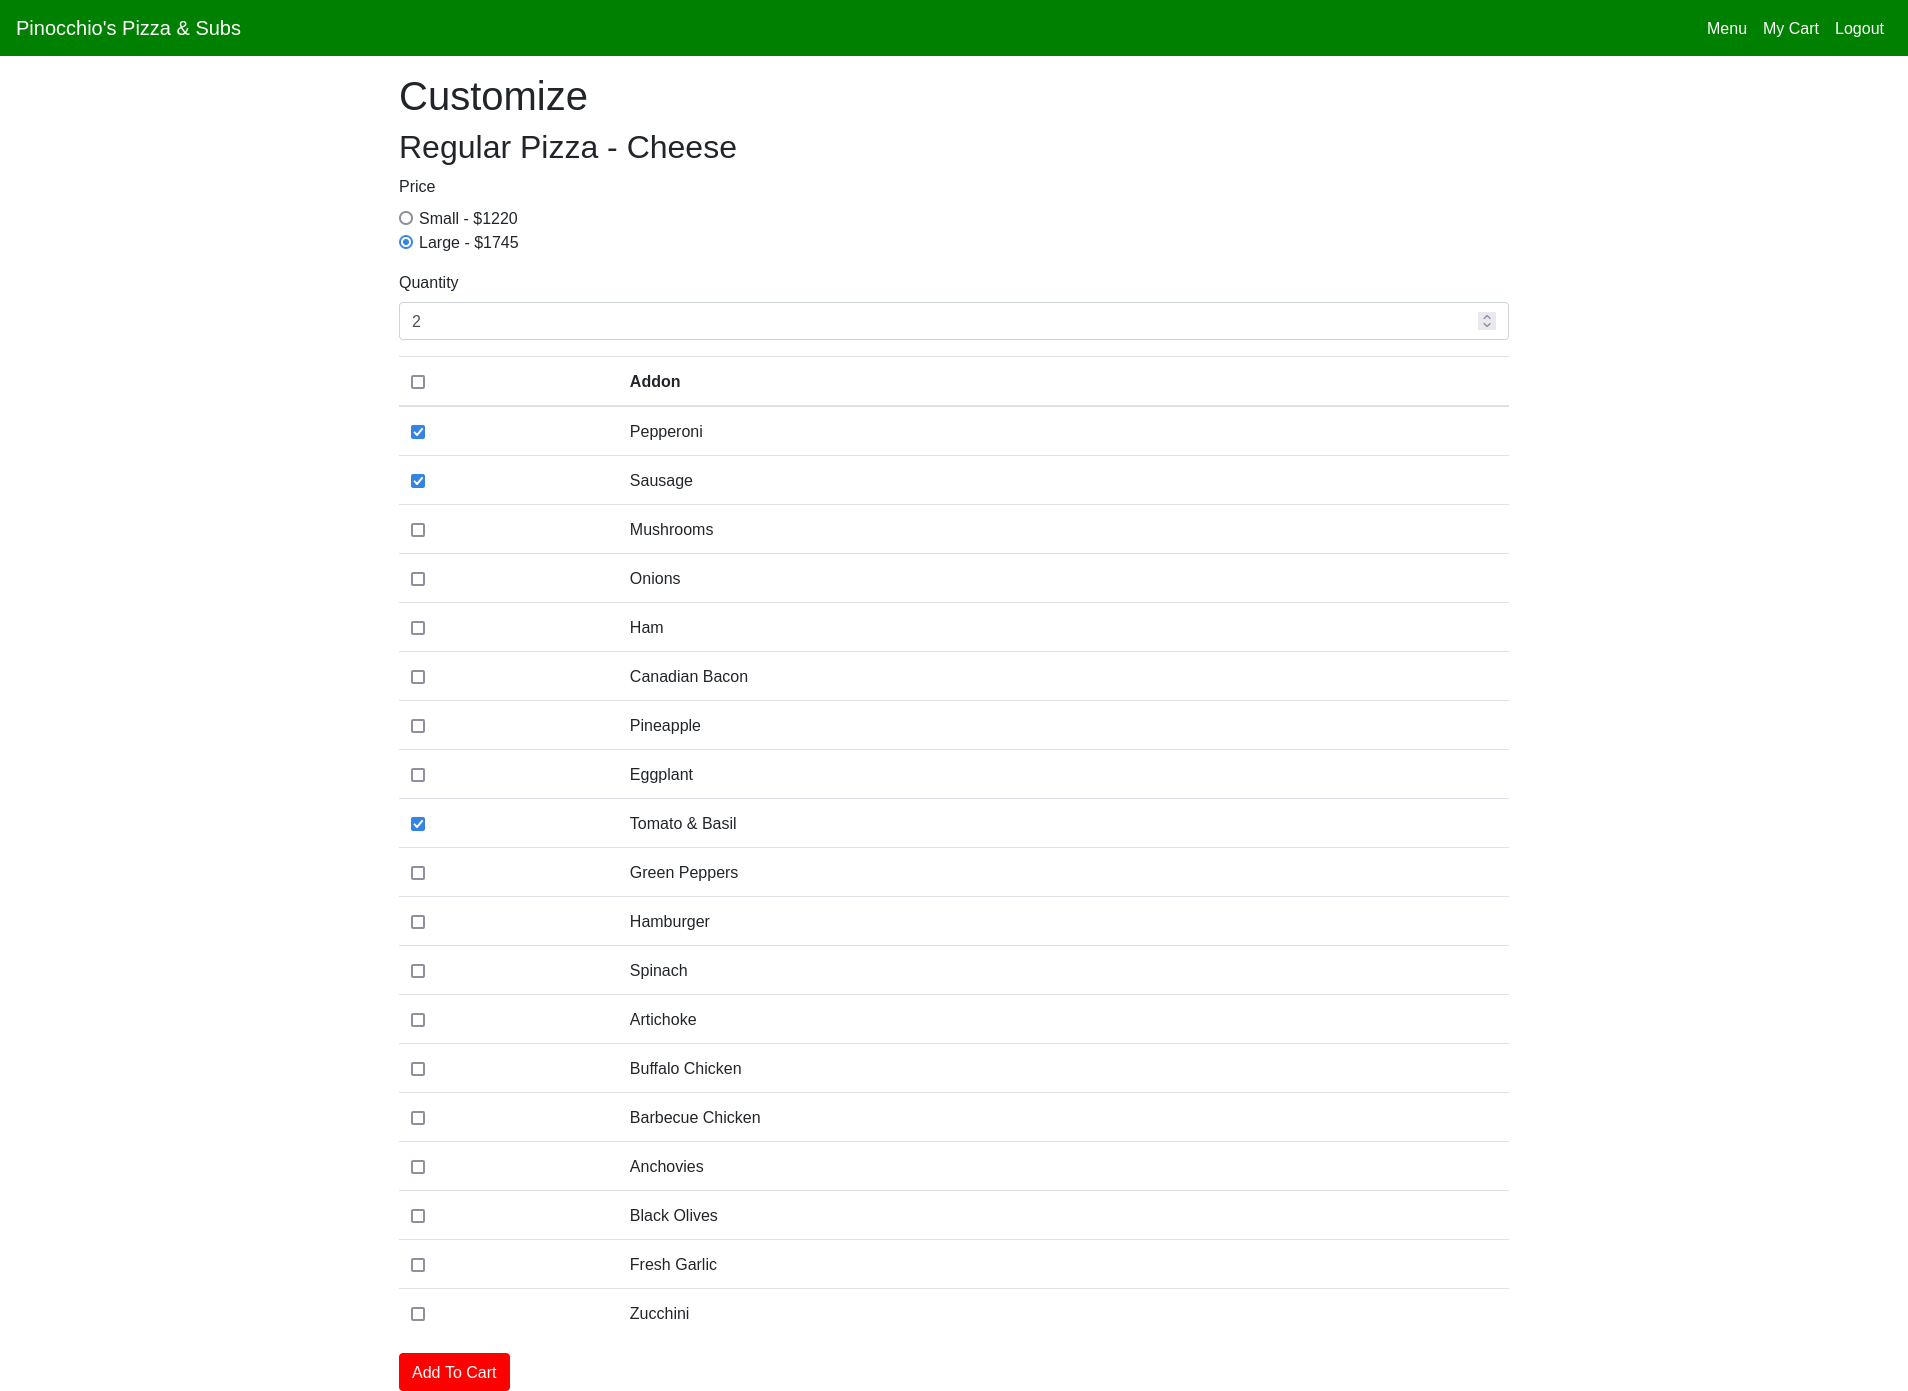 Pinocchio's Pizza & Subs
Menu My Cart Logout
Customize
Regular Pizza - Cheese
Price
Small - $1220
Large - $1745
Quantity
2
Addon
Pepperoni
Sausage
Mushrooms
Onions
Ham
Canadian Bacon
Pineapple
Eggplant
Tomato & Basil
Green Peppers
Hamburger
Spinach
Artichoke
Buffalo Chicken
Barbecue Chicken
Anchovies
Black Olives
Fresh Garlic
Zucchini
Add To Cart